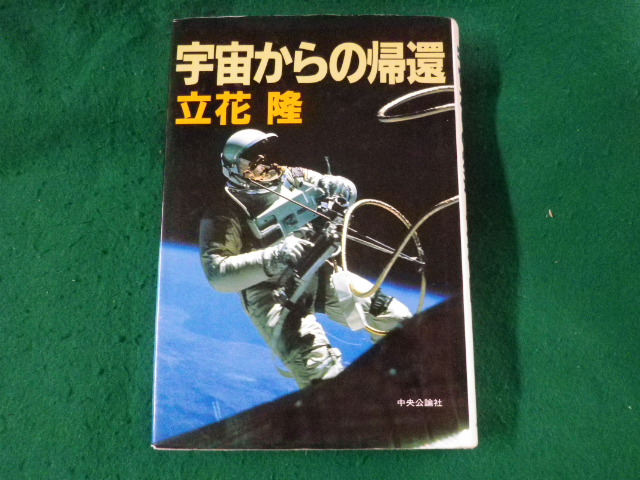 宇宙からの帰還
立花 隆
中央公論社